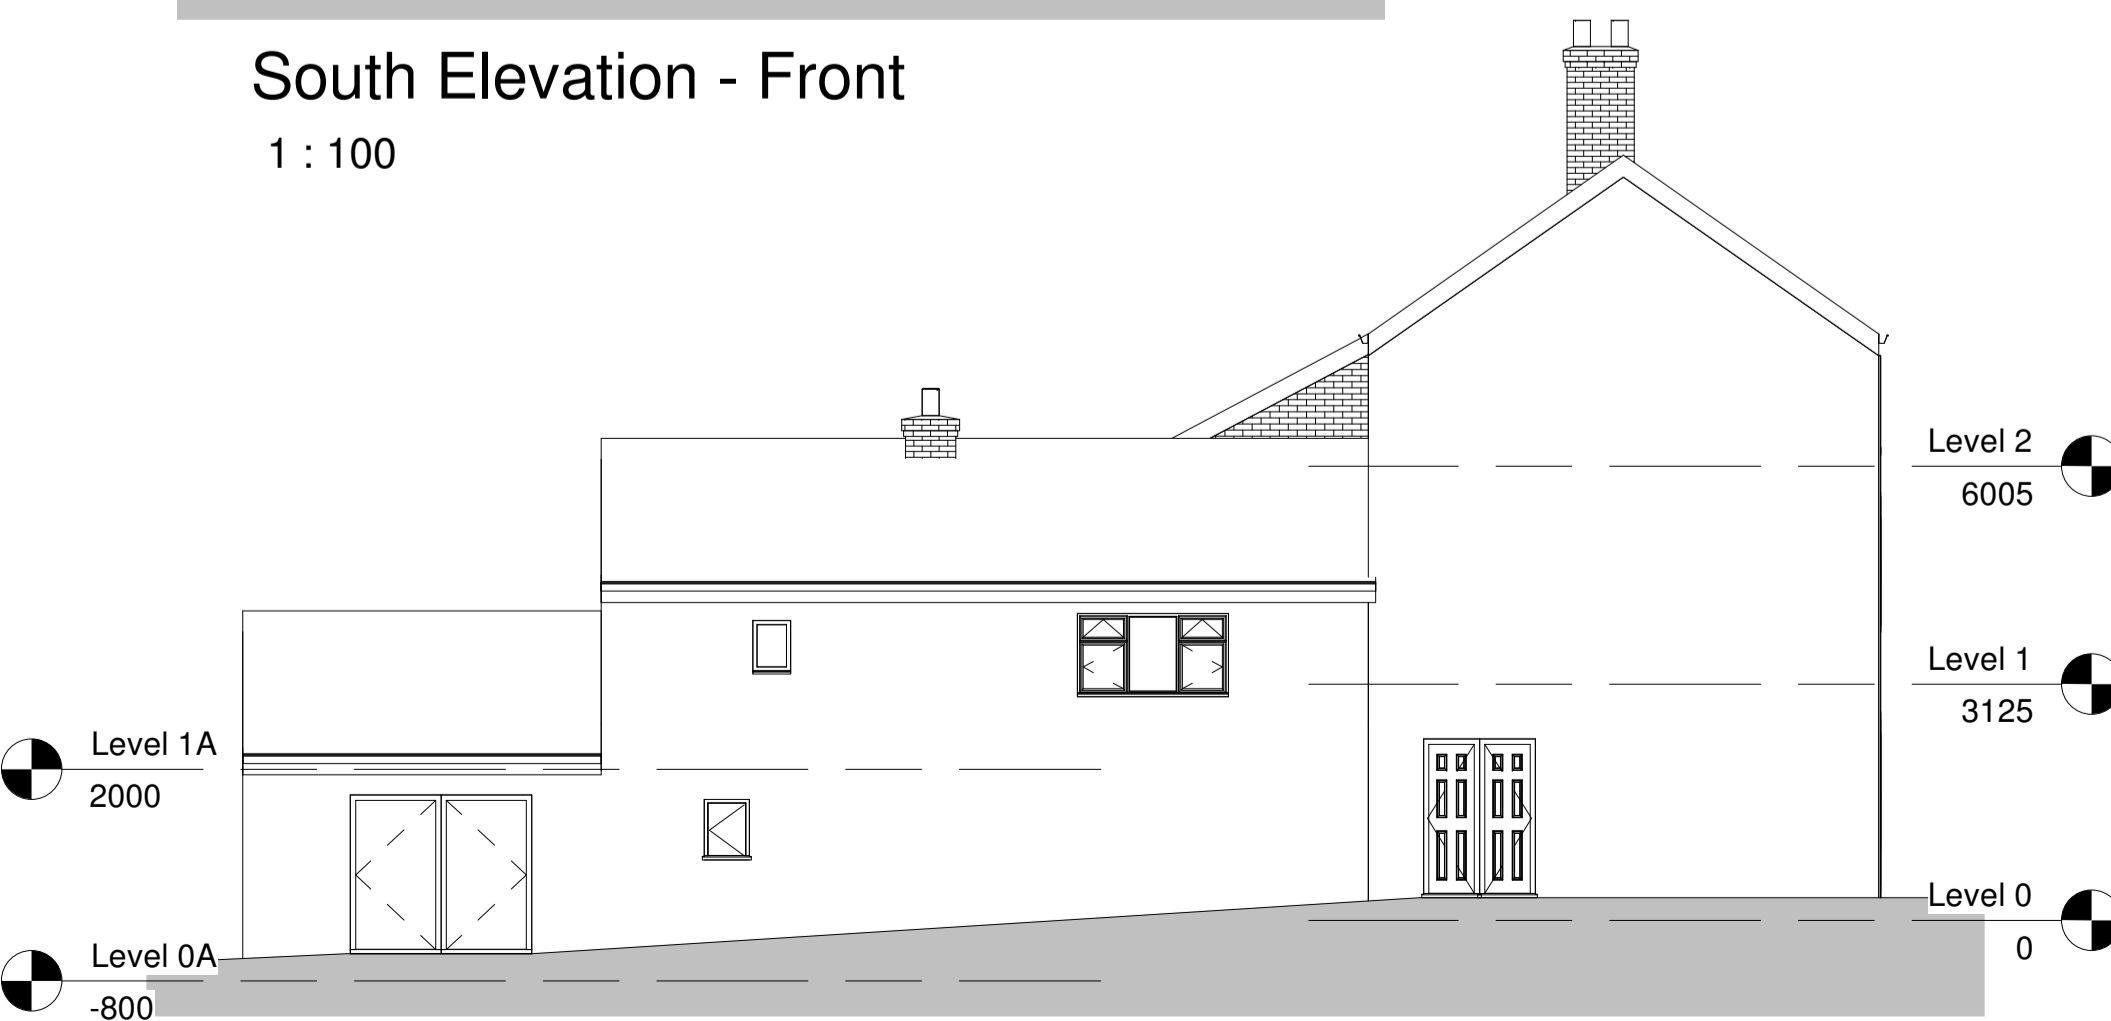 South Elevation - Front
1 : 100
Level 2
6005
Level 1
3125
Level 1A
2000
Level 0
0
Level 0A
-800